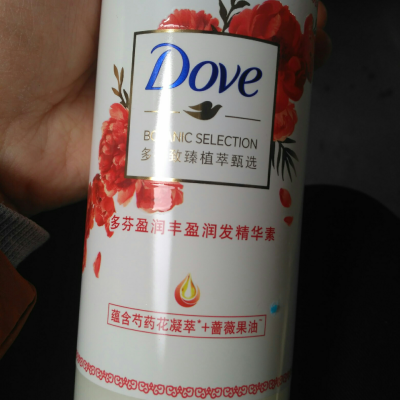 Dove
BOTANIC SELECTION
多芬致臻植萃甄选
多芬盈润丰盈润发精华素
蕴含芍药花凝萃*+蔷薇果油